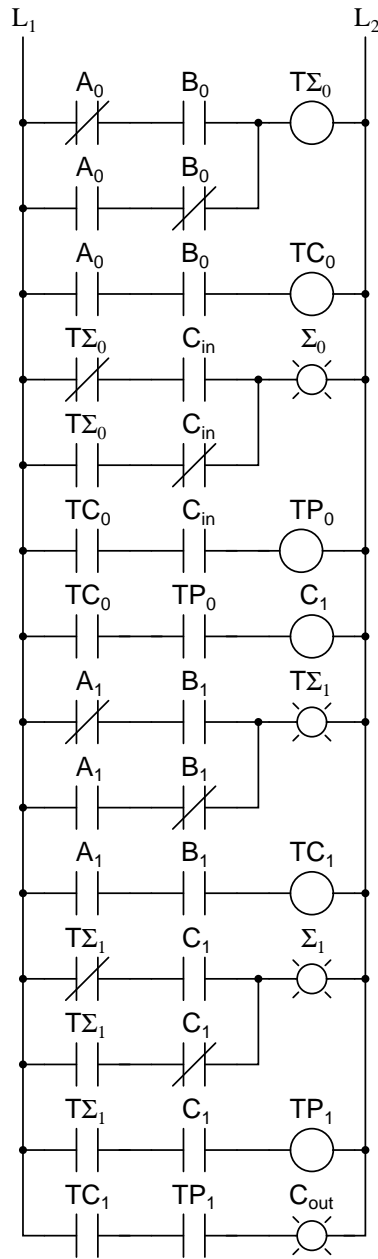 L1 L2
A0 B0 TΣ0
A0 B0
A0 B0 TC0
TΣ0 Cin Σ0
TΣ0 Cin
TC0 Cin TP0
TC0 TP0 C1
A1 B1 TΣ1
A1 B1
A1 B1 TC1
TΣ1 C1 Σ1
TΣ1 C1
TΣ1 C1 TP1
TC1 TP1 Cout